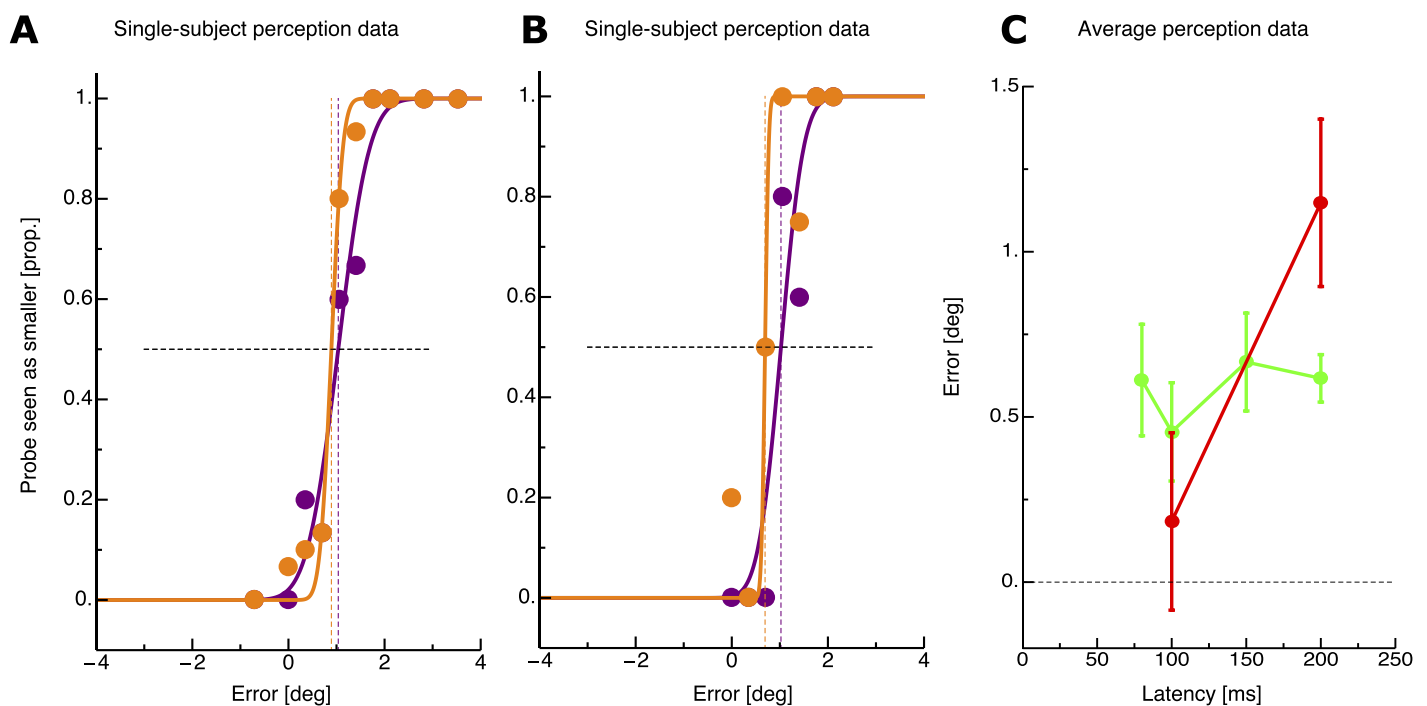 A
Single-subject perception data
Probe seen as smaller [prop.]
1.
0.8
0.6
0.4
0.2
0.
−4
−2
0
2
4
Error [deg]
B
Single-subject perception data
1.
0.8
0.6
0.4
0.2
0.
−4
−2
0
2
4
Error [deg]
C
Average perception data
Error [deg]
1.5
1.
0.5
0.
0
50
100
150
200
250
Latency [ms]